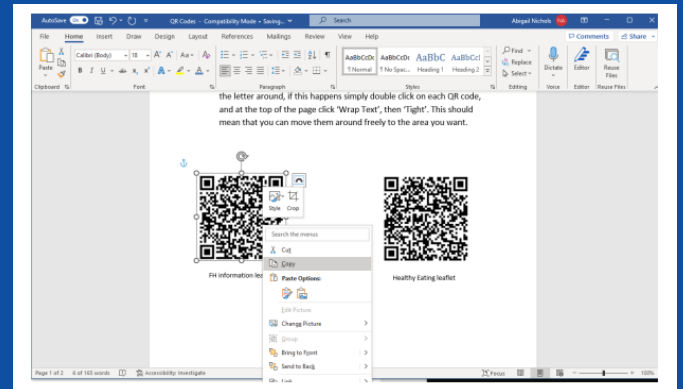 AutoSave On
QR Codes - Compatibility Mode - Saving...
Search
Abigail Nichols
File Home Insert Draw Design Layout References Mailings Review View Help
Comments Share
Paste
Calibri (Body) 18 A^ A˅ Aa A
B I U ab x, x² A A
AaBbCcDc AaBbCcDc AaBbC AaBbCcl
1 Normal 1 No Spac... Heading 1 Heading 2
Find
Replace
Select
Dictate Editor Reuse Files
Clipboard Font Paragraph Styles Editing Voice Editor Reuse Files
the letter around, if this happens simply double click on each QR code,
and at the top of the page click 'Wrap Text', then 'Tight'. This should
mean that you can move them around freely to the area you want.
Style Crop
Search the menus
Cut
Copy
Paste Options:
Edit Picture
Change Picture
Group
Bring to Front
Send to Back
Link
FH information lea
Healthy Eating leaflet
Page 1 of 2 6 of 165 words Accessibility: Investigate
Focus
100%